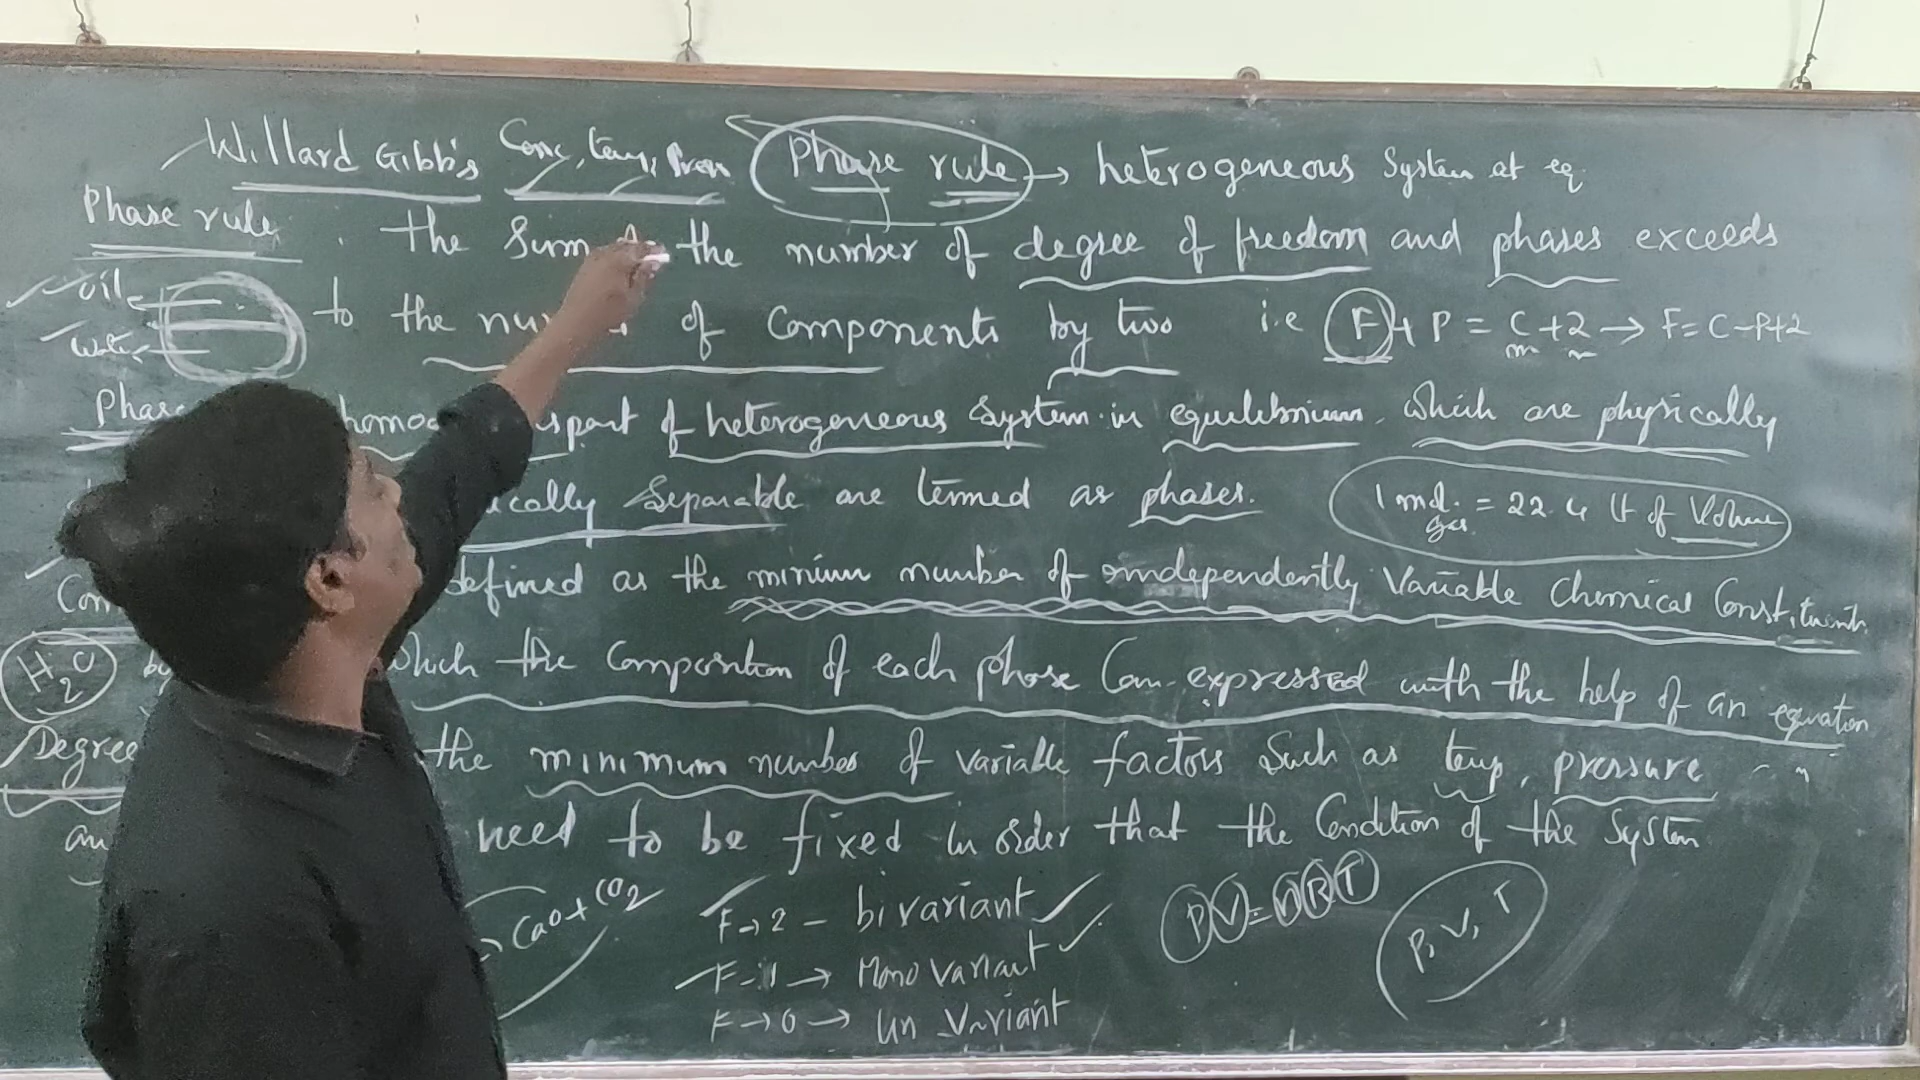 Willard Gibb's Conc, temp, Pres Phase rule → heterogeneous System at eq
Phase rule . the Sum of the number of degree of freedom and phases exceeds
oil
water
to the of Components by two i.e F + P = C + 2 → F = C - P + 2
Phase part of heterogeneous System in equilibrium, which are physically
ically Separable are termed as phases.
1 mol. gas = 22.4 lt of Volume
defined as the minium number of independently Variable Chemical Constituents
H2O by which the Composition of each phase Can expressed with the help of an equation
Degree the minimum number of variable factors Such as temp, pressure
need to be fixed in order that the Condition of the System
CaO + CO2
F → 2 - bivariant
F - 1 → Mono variant
F → 0 → Un Variant
PV = nRT
P, V, T